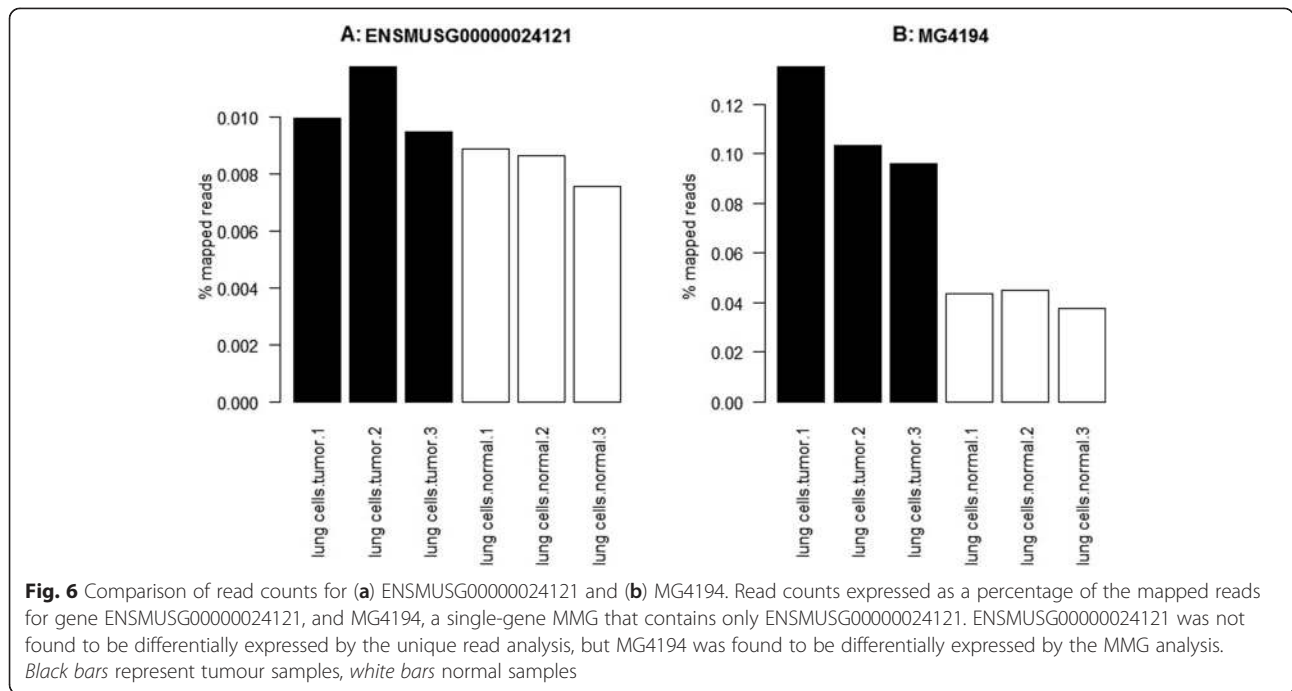 A: ENSMUSG00000024121
% mapped reads
0.010
0.008
0.006
0.004
0.002
0.000
lung cells.tumor.1
lung cells.tumor.2
lung cells.tumor.3
lung cells.normal.1
lung cells.normal.2
lung cells.normal.3
B: MG4194
% mapped reads
0.12
0.10
0.08
0.06
0.04
0.02
0.00
lung cells.tumor.1
lung cells.tumor.2
lung cells.tumor.3
lung cells.normal.1
lung cells.normal.2
lung cells.normal.3
Fig. 6 Comparison of read counts for (a) ENSMUSG00000024121 and (b) MG4194. Read counts expressed as a percentage of the mapped reads
for gene ENSMUSG00000024121, and MG4194, a single-gene MMG that contains only ENSMUSG00000024121. ENSMUSG00000024121 was not
found to be differentially expressed by the unique read analysis, but MG4194 was found to be differentially expressed by the MMG analysis.
Black bars represent tumour samples, white bars normal samples